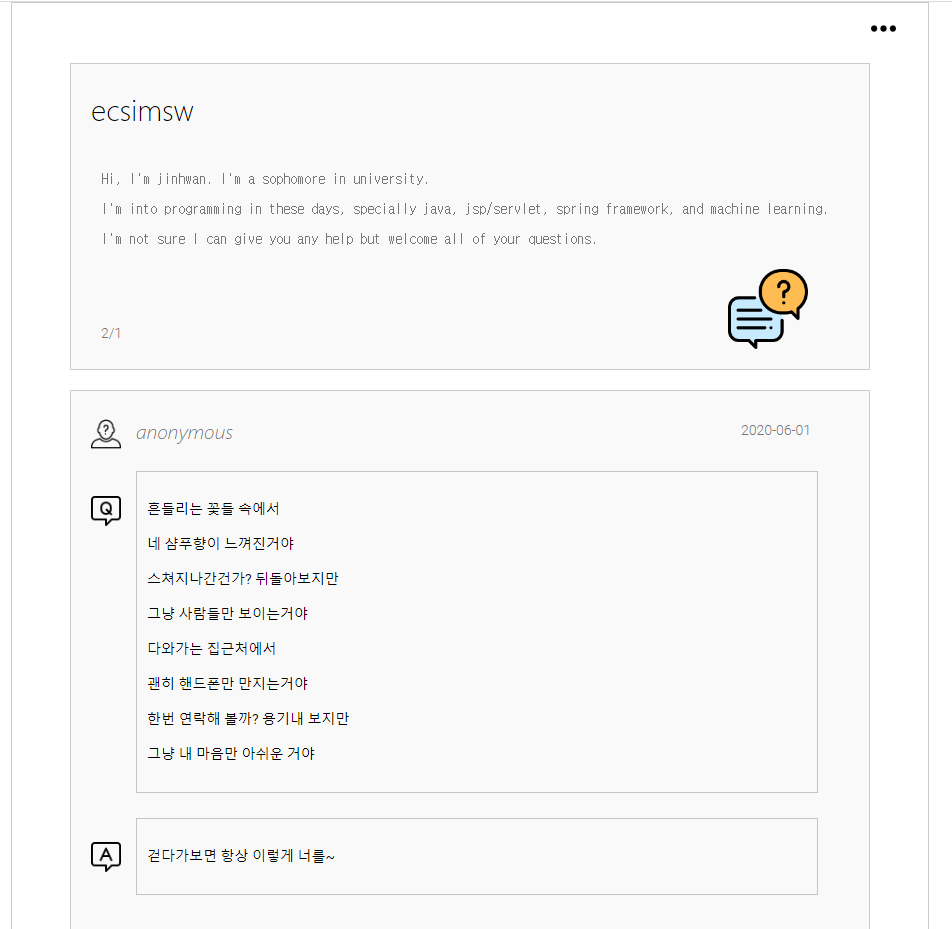 ecsimsw
Hi, I'm jinhwan. I'm a sophomore in university.
I'm into programming in these days, specially java, jsp/servlet, spring framework, and machine learning.
I'm not sure I can give you any help but welcome all of your questions.
?
2/1
?
anonymous
2020-06-01
Q
흔들리는 꽃들 속에서
네 샴푸향이 느껴진거야
스쳐지나간건가? 뒤돌아보지만
그냥 사람들만 보이는거야
다와가는 집근처에서
괜히 핸드폰만 만지는거야
한번 연락해 볼까? 용기내 보지만
그냥 내 마음만 아쉬운 거야
A
걷다가보면 항상 이렇게 너를~